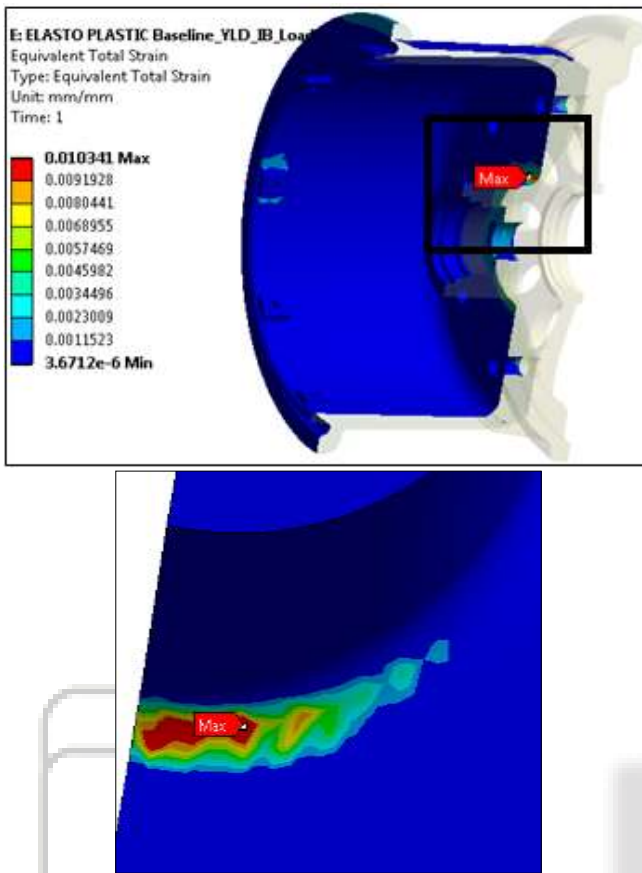 E: ELASTO PLASTIC Baseline_YLD_IB_Load
Equivalent Total Strain
Type: Equivalent Total Strain
Unit: mm/mm
Time: 1
0.010341 Max
0.0091928
0.0080441
0.0068955
0.0057469
0.0045982
0.0034496
0.0023009
0.0011523
3.6712e-6 Min
Max
Max